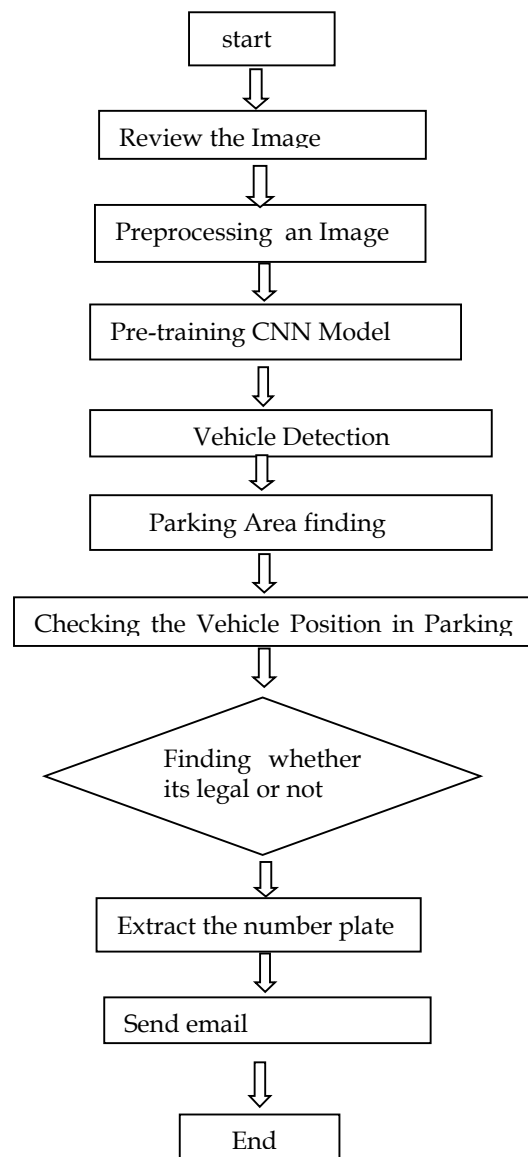 start
Review the Image
Preprocessing an Image
Pre-training CNN Model
Vehicle Detection
Parking Area finding
Checking the Vehicle Position in Parking
Finding whether
its legal or not
Extract the number plate
Send email
End